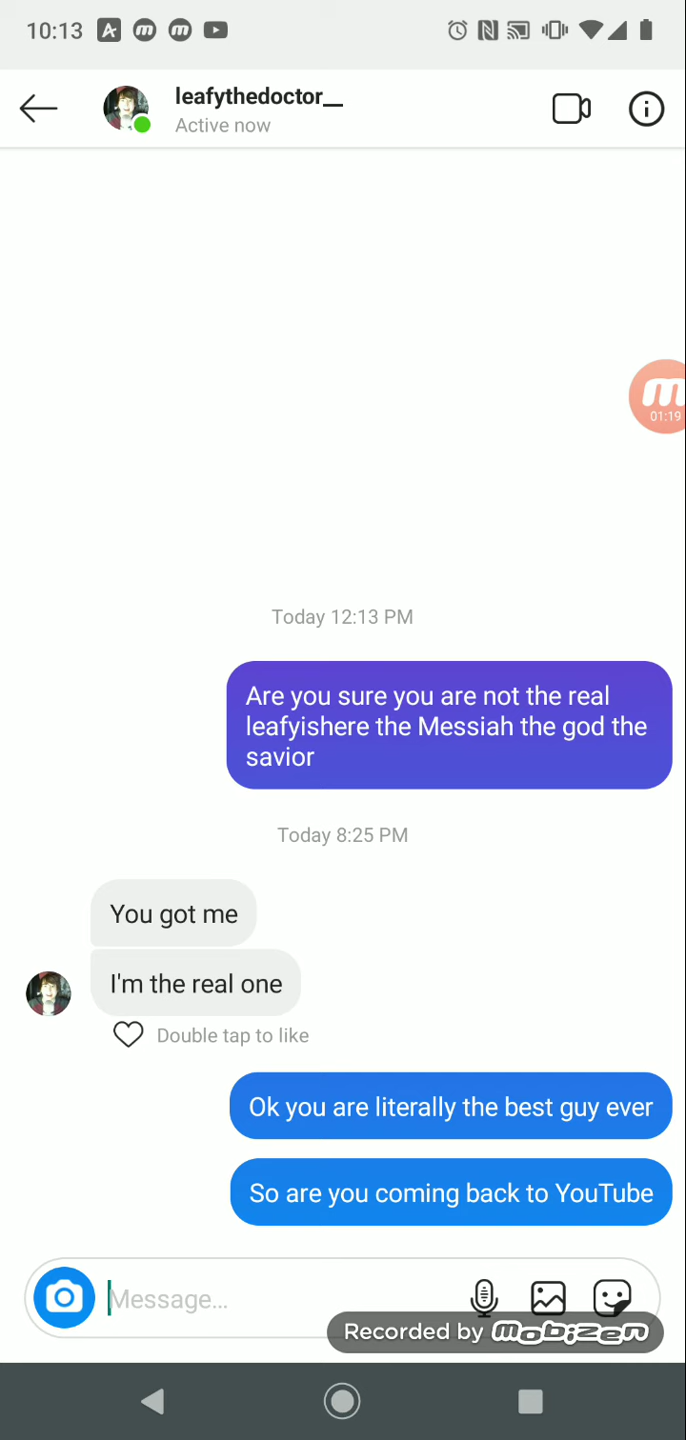 10:13
leafythedoctor__
Active now
01:19
Today 12:13 PM
Are you sure you are not the real
leafyishere the Messiah the god the
savior
Today 8:25 PM
You got me
I'm the real one
Double tap to like
Ok you are literally the best guy ever
So are you coming back to YouTube
Message...
Recorded by mobizen